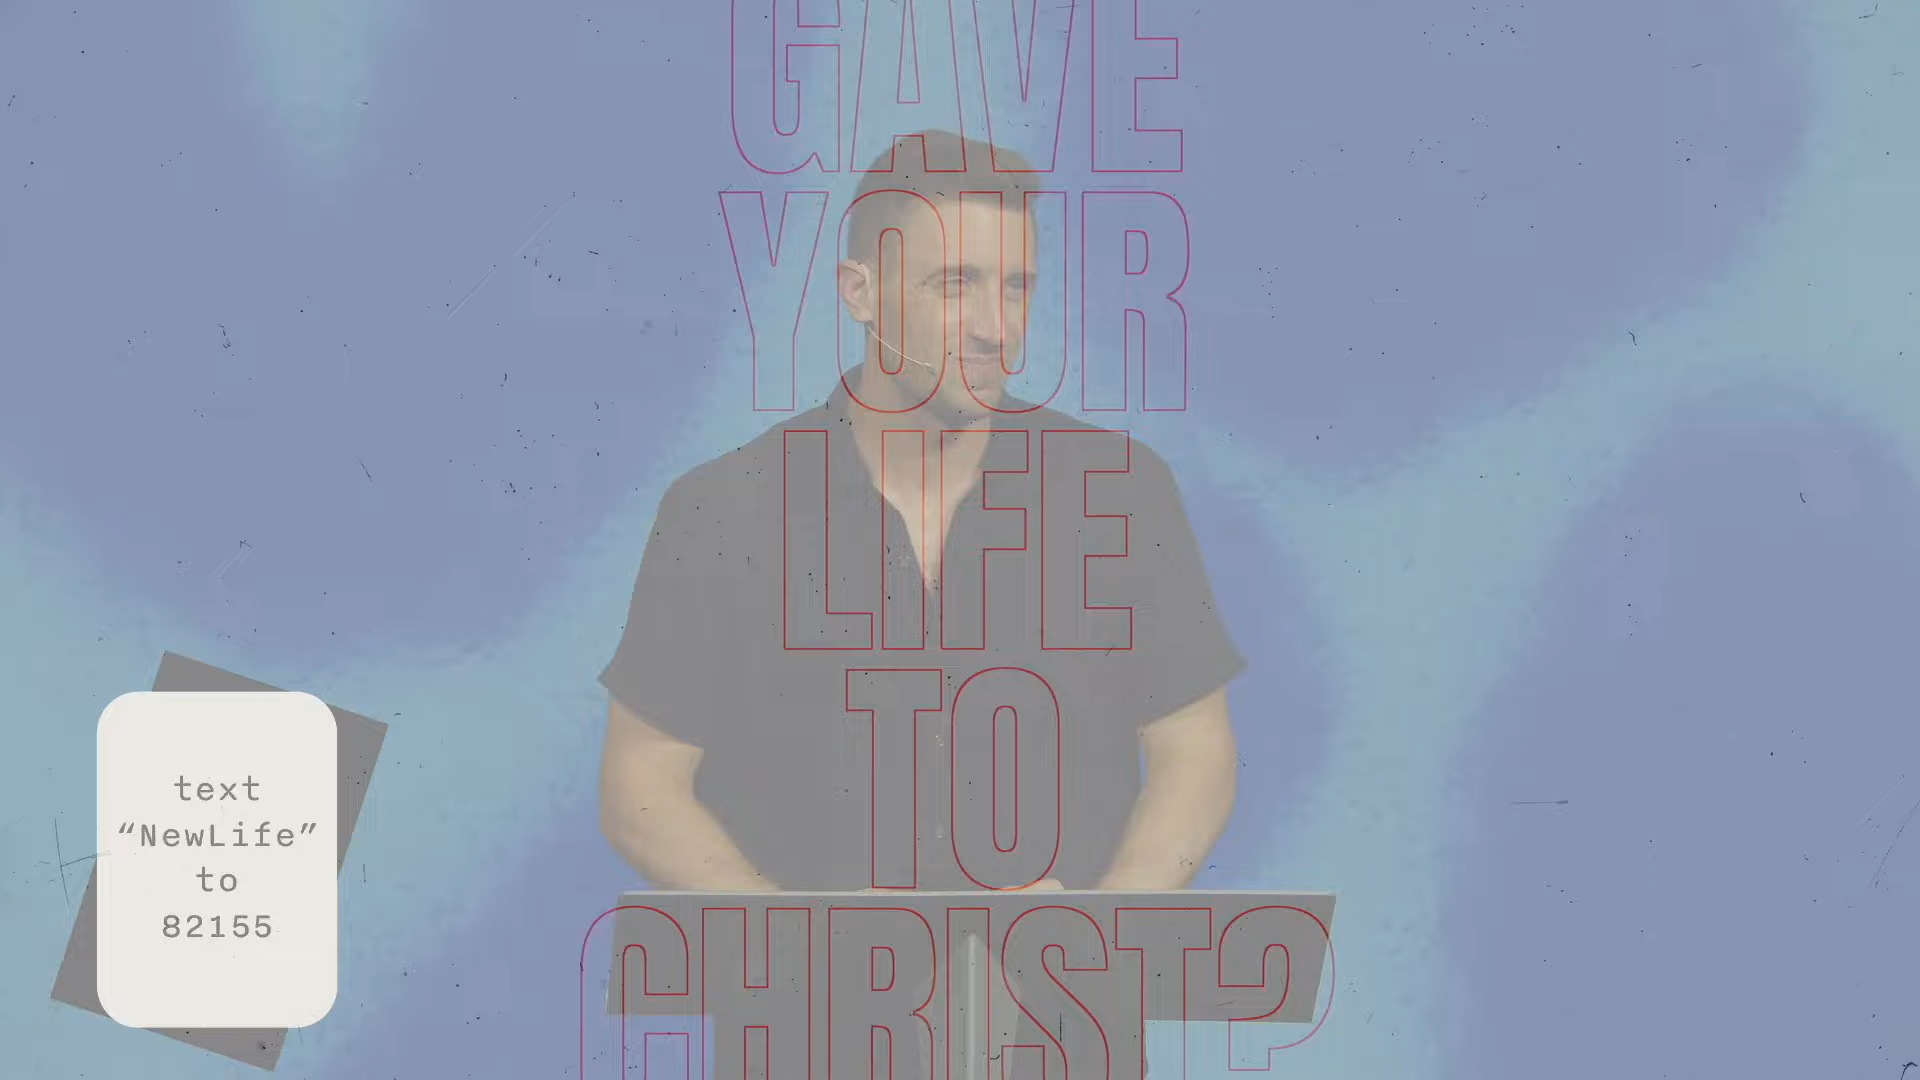 GAVE
YOUR
LIFE
TO
CHRIST?
text
“NewLife”
to
82155